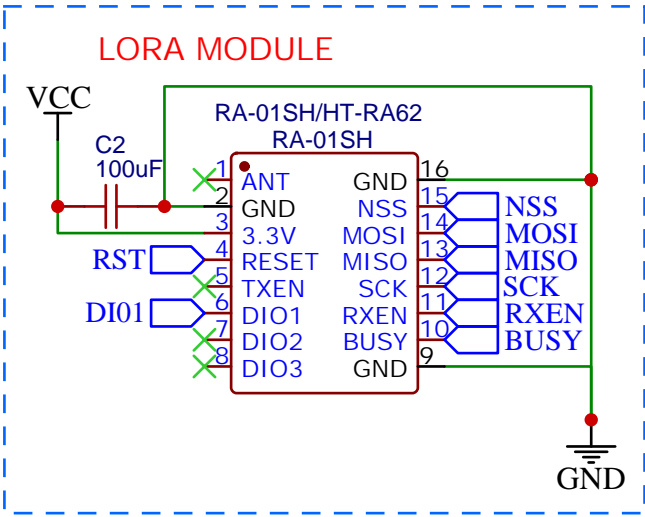 LORA MODULE
VCC
C2
100uF
RA-01SH/HT-RA62
RA-01SH
1 ANT GND 16
2 GND NSS 15 NSS
3 3.3V MOSI 14 MOSI
RST 4 RESET MISO 13 MISO
5 TXEN SCK 12 SCK
DI01 6 DIO1 RXEN 11 RXEN
7 DIO2 BUSY 10 BUSY
8 DIO3 GND 9
GND